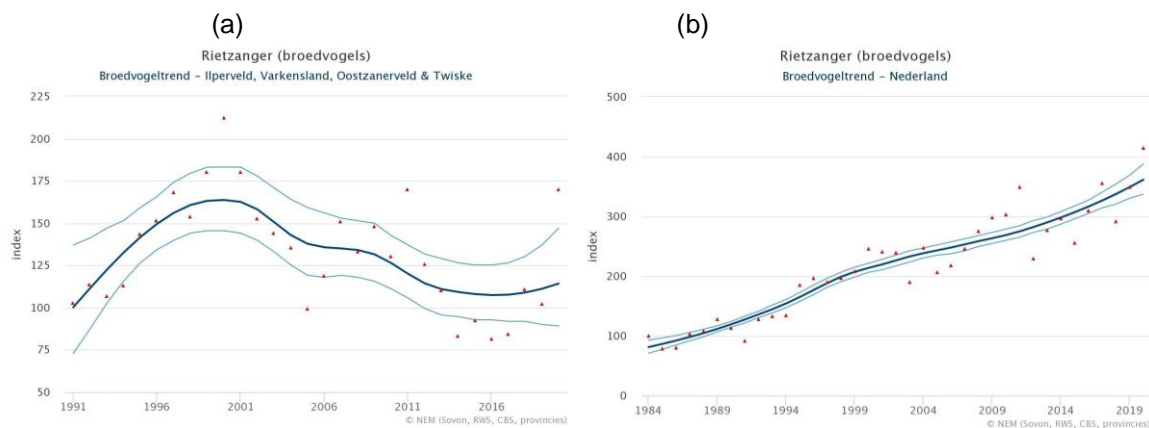 (a)
Rietzanger (broedvogels)
Broedvogeltrend – Ilperveld, Varkensland, Oostzanerveld & Twiske
225
200
175
150
125
100
75
50
index
1991
1996
2001
2006
2011
2016
© NEM (Sovon, RWS, CBS, provincies)
(b)
Rietzanger (broedvogels)
Broedvogeltrend – Nederland
500
400
300
200
100
0
index
1984
1989
1994
1999
2004
2009
2014
2019
© NEM (Sovon, RWS, CBS, provincies)